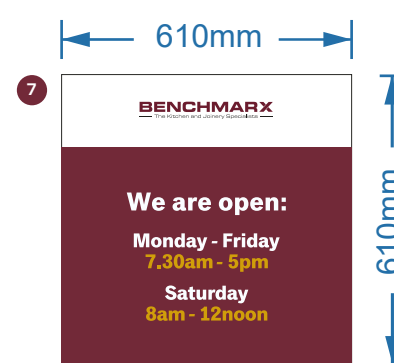 610mm
7
BENCHMARX
The Kitchen and Joinery Specialists
610mm
We are open:
Monday - Friday
7.30am - 5pm
Saturday
8am - 12noon